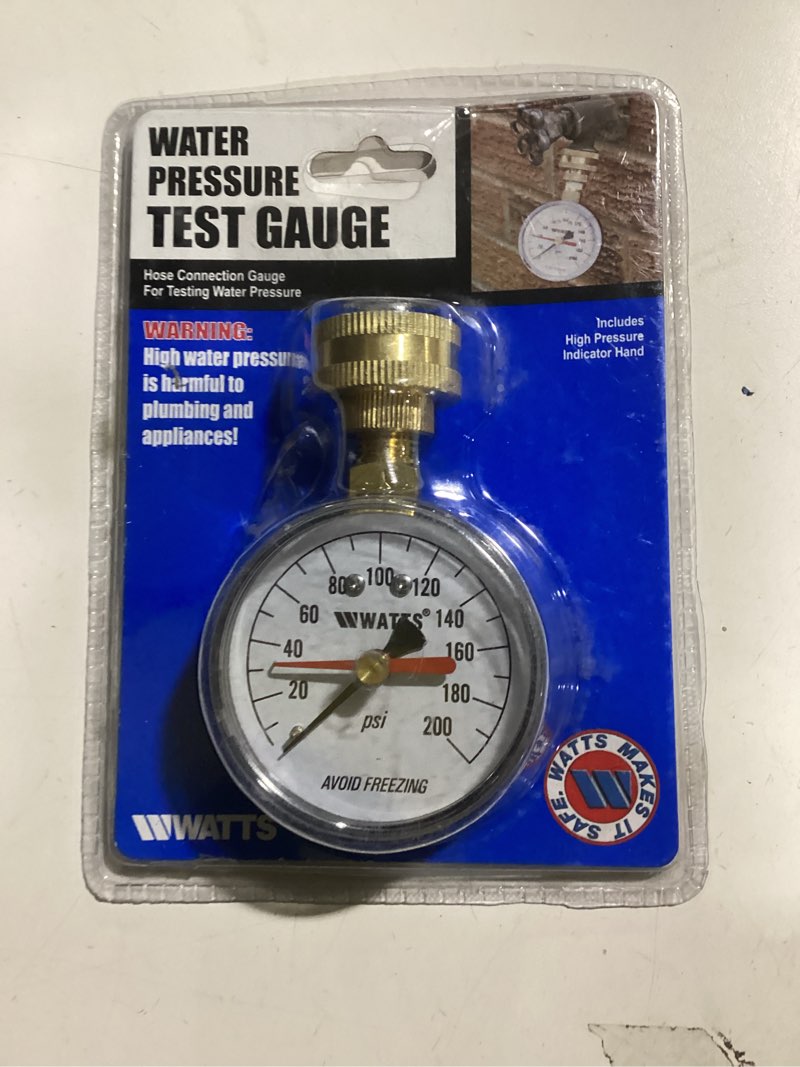 WATER
PRESSURE
TEST GAUGE
Hose Connection Gauge
For Testing Water Pressure
WARNING:
High water pressure
is harmful to
plumbing and
appliances!
Includes
High Pressure
Indicator Hand
80 100 120
60 WATTS® 140
40 160
20 180
psi 200
AVOID FREEZING
WATTS
WATTS MAKES IT SAFE.